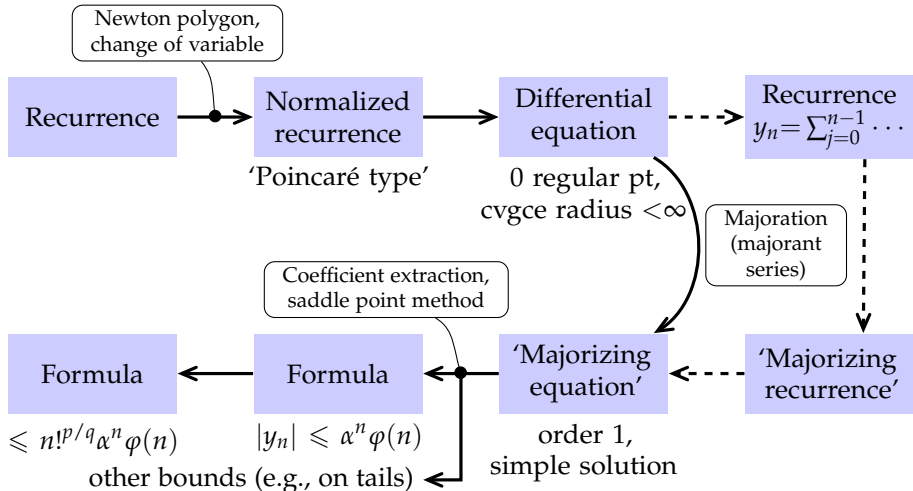 Newton polygon,
change of variable
Recurrence
Normalized
recurrence
Differential
equation
Recurrence
y_n = ∑_{j=0}^{n−1} ⋯
‘Poincaré type’
0 regular pt,
cvgce radius <∞
Majoration
(majorant
series)
Coefficient extraction,
saddle point method
Formula
Formula
‘Majorizing
equation’
‘Majorizing
recurrence’
⩽ n!^{p/q} α^n φ(n)
|y_n| ⩽ α^n φ(n)
order 1,
simple solution
other bounds (e.g., on tails)